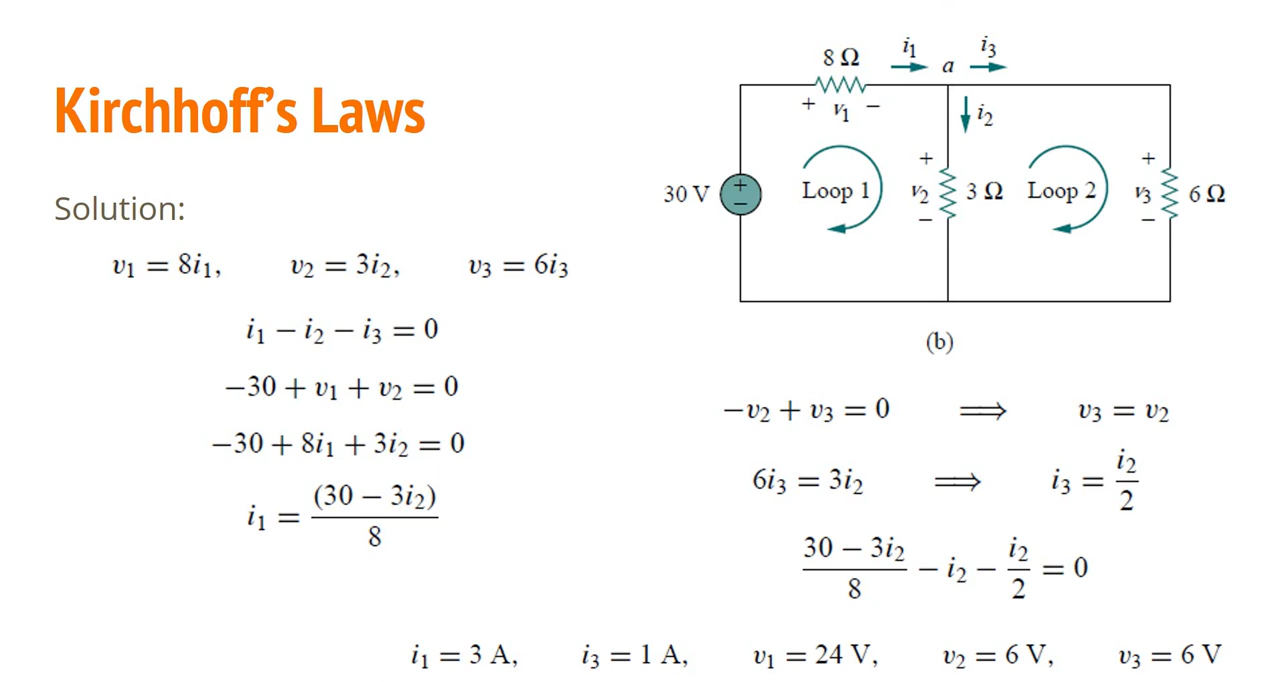 Kirchhoff's Laws
Solution:
v₁ = 8i₁, v₂ = 3i₂, v₃ = 6i₃
i₁ − i₂ − i₃ = 0
−30 + v₁ + v₂ = 0
−30 + 8i₁ + 3i₂ = 0
i₁ = (30 − 3i₂) / 8
8 Ω i₁ a i₃
+ v₁ −
i₂
30 V + −
Loop 1
+ v₂ − 3 Ω
Loop 2
+ v₃ − 6 Ω
(b)
−v₂ + v₃ = 0 ⟹ v₃ = v₂
6i₃ = 3i₂ ⟹ i₃ = i₂ / 2
30 − 3i₂ / 8 − i₂ − i₂ / 2 = 0
i₁ = 3 A, i₃ = 1 A, v₁ = 24 V, v₂ = 6 V, v₃ = 6 V